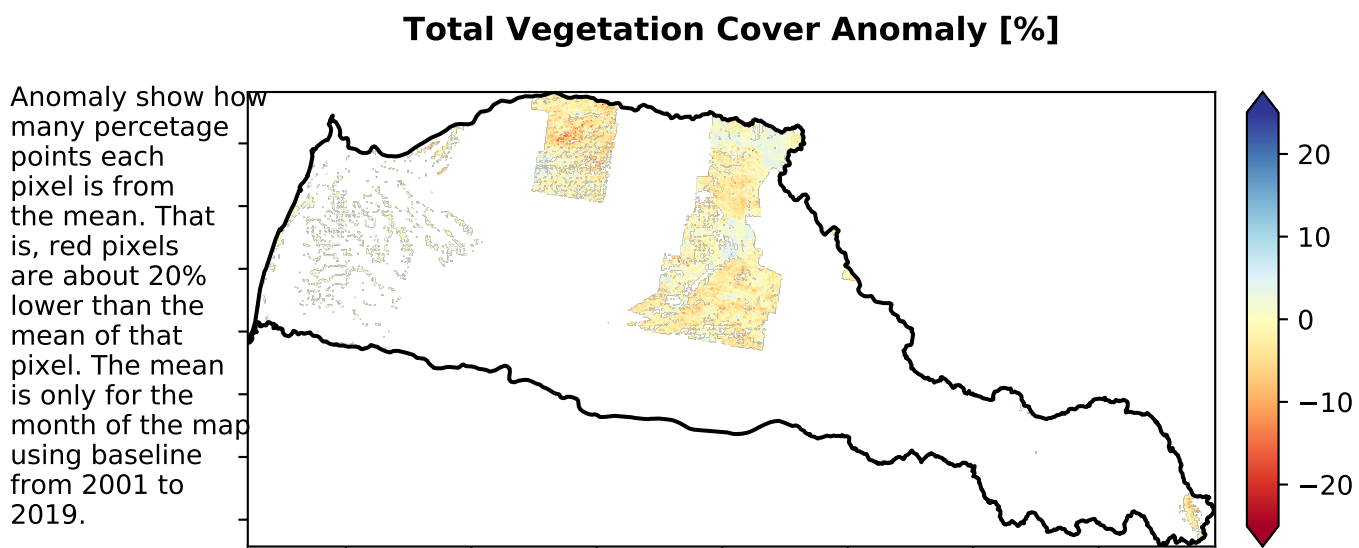 Total Vegetation Cover Anomaly [%]
Anomaly show how
many percetage
points each
pixel is from
the mean. That
is, red pixels
are about 20%
lower than the
mean of that
pixel. The mean
is only for the
month of the map
using baseline
from 2001 to
2019.
20
10
0
−10
−20